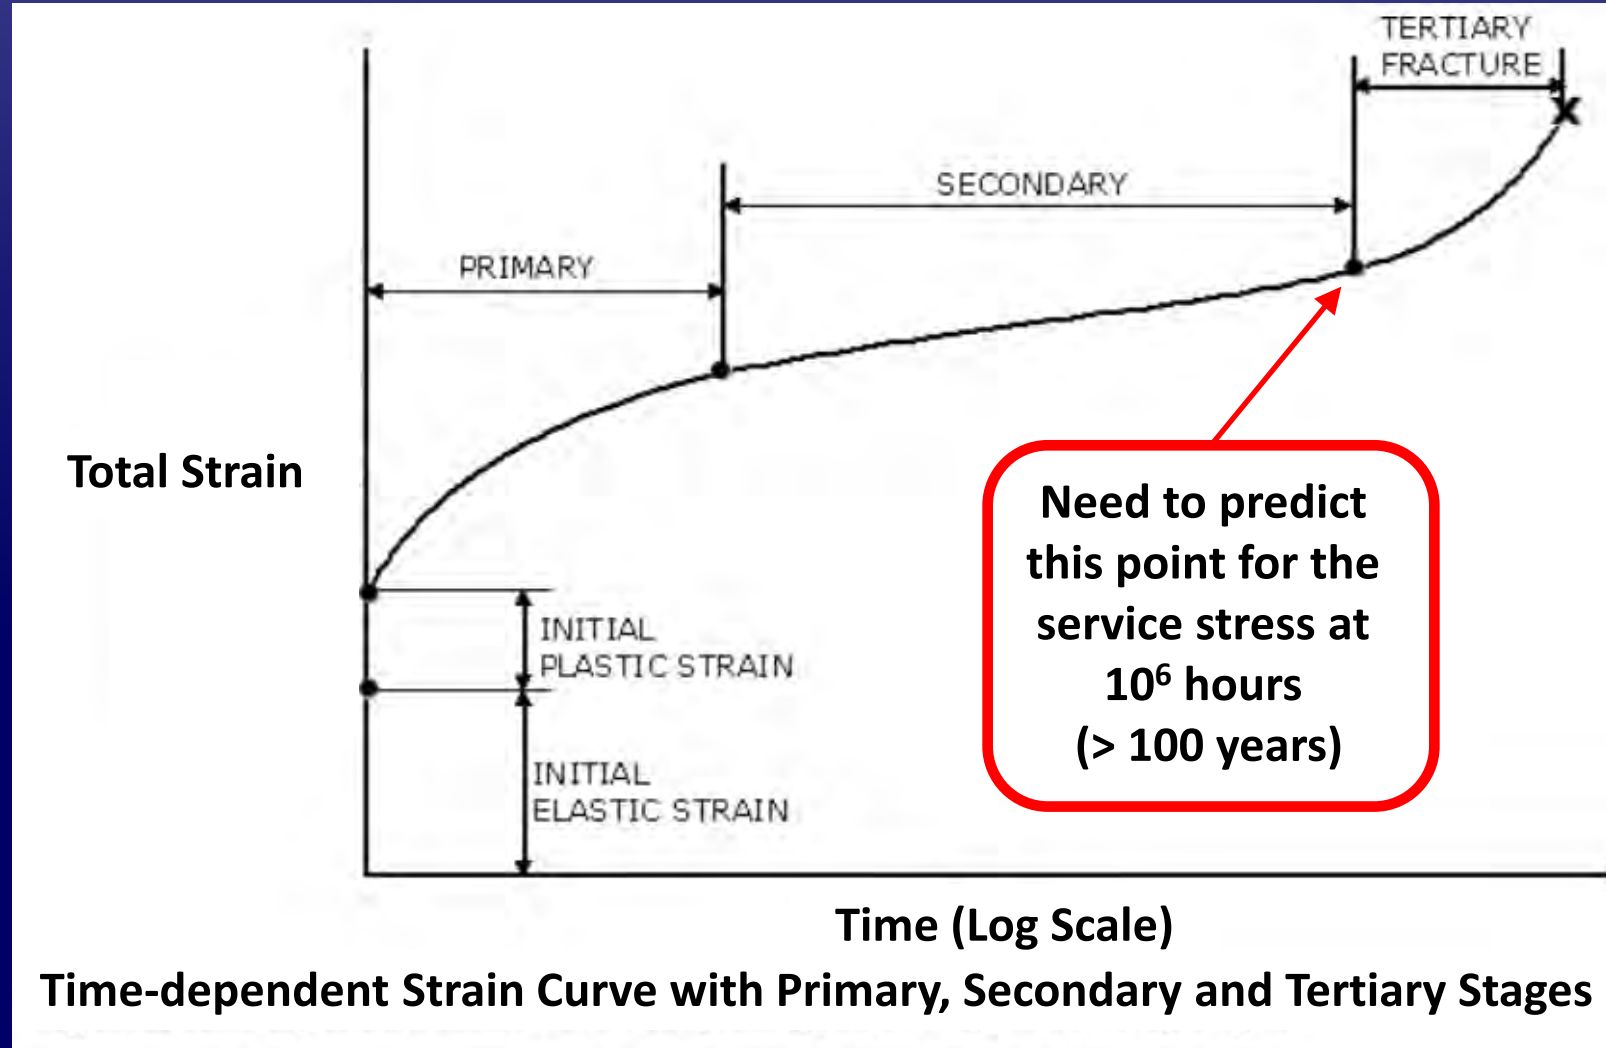 TERTIARY
FRACTURE
SECONDARY
PRIMARY
Total Strain
Need to predict
this point for the
service stress at
10⁶ hours
(> 100 years)
INITIAL
PLASTIC STRAIN
INITIAL
ELASTIC STRAIN
Time (Log Scale)
Time-dependent Strain Curve with Primary, Secondary and Tertiary Stages